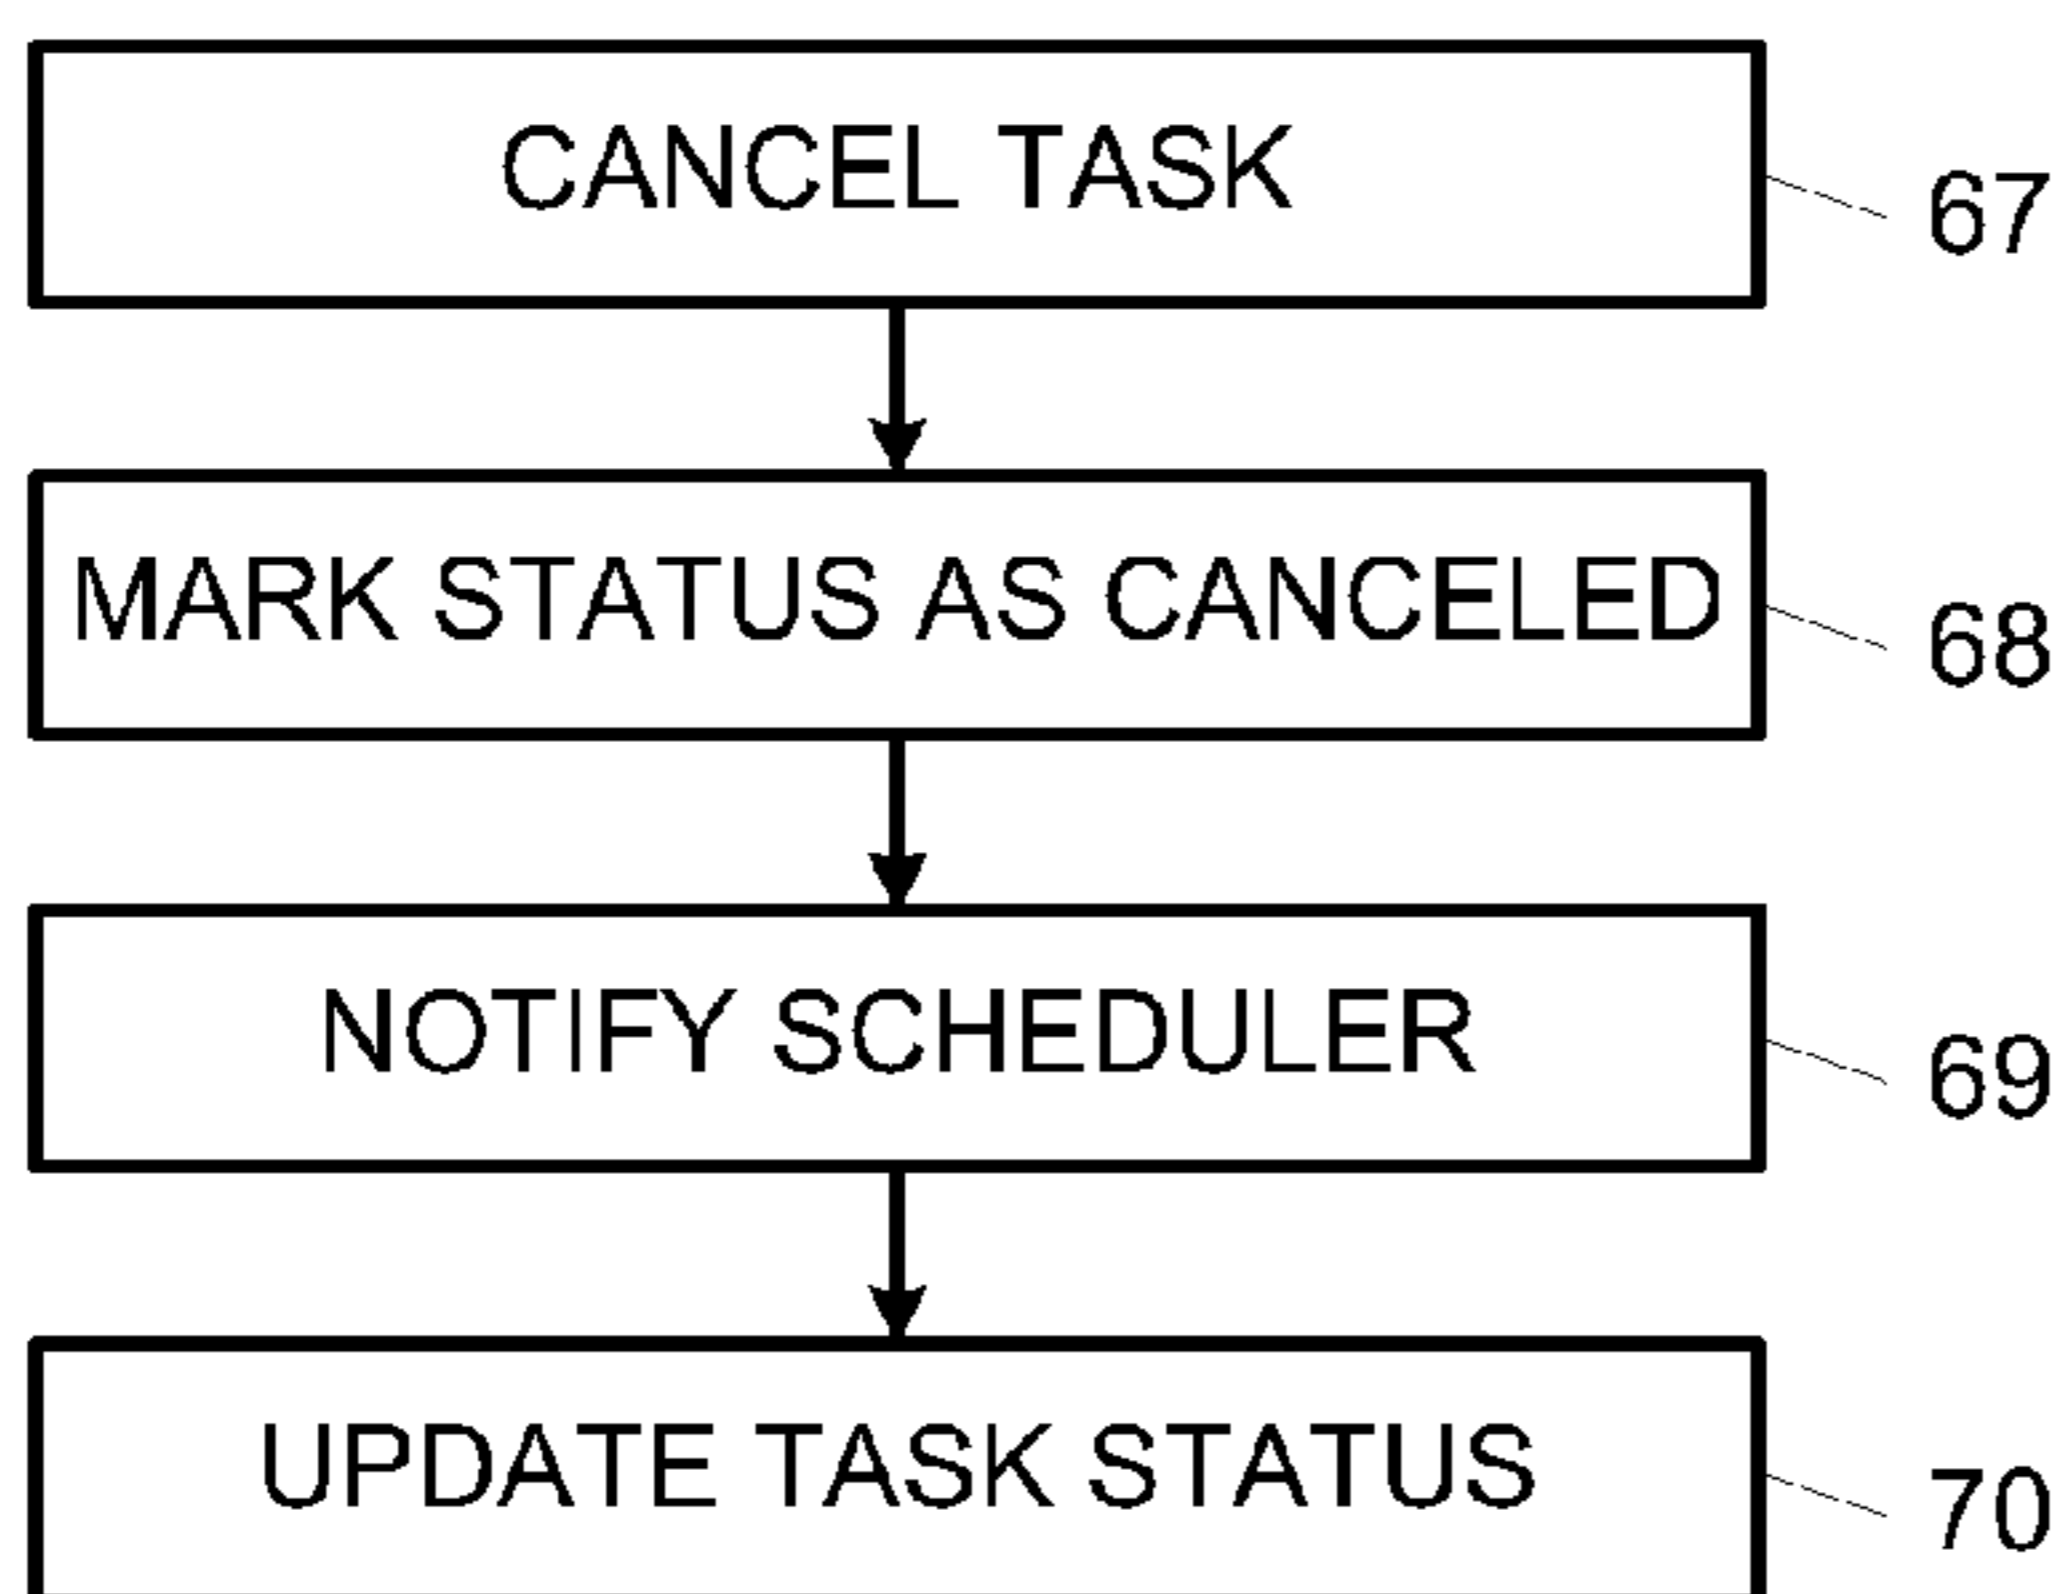 CANCEL TASK
67
MARK STATUS AS CANCELED
68
NOTIFY SCHEDULER
69
UPDATE TASK STATUS
70